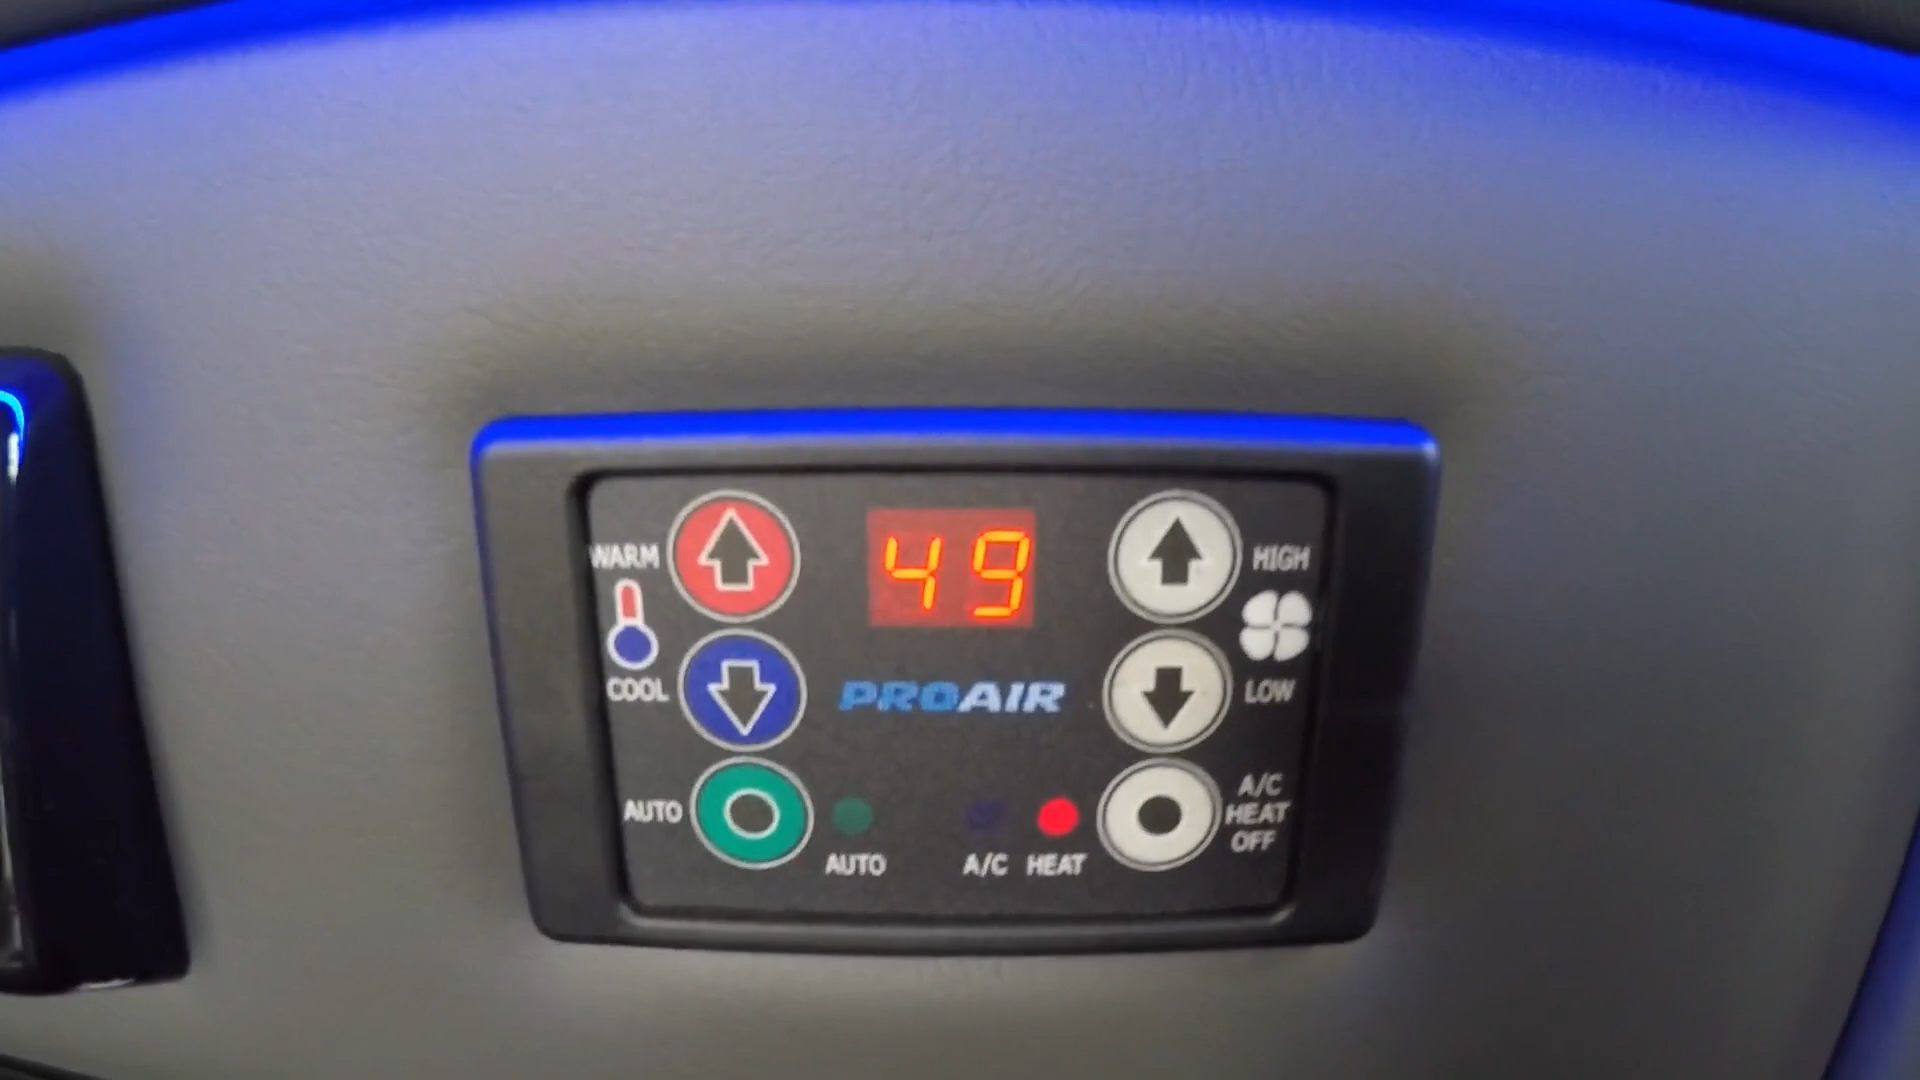 WARM
49
HIGH
COOL
PROAIR
LOW
AUTO
AUTO
A/C
HEAT
A/C
HEAT
OFF